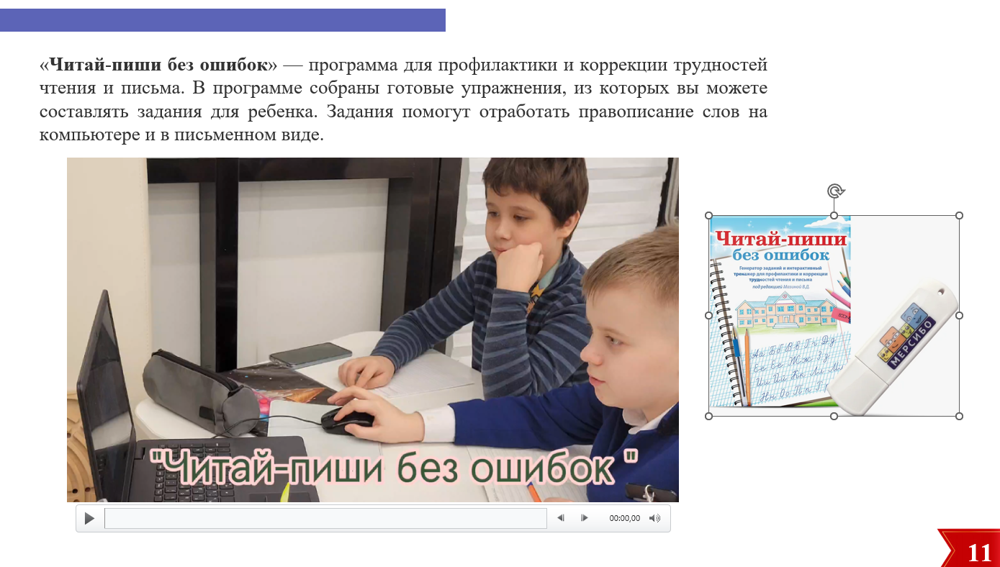 «Читай-пиши без ошибок» — программа для профилактики и коррекции трудностей
чтения и письма. В программе собраны готовые упражнения, из которых вы можете
составлять задания для ребенка. Задания помогут отработать правописание слов на
компьютере и в письменном виде.
"Читай-пиши без ошибок "
00:00,00
Читай-пиши
без ошибок
Генератор заданий и интерактивный
тренажер для профилактики и коррекции
трудностей чтения и письма
под редакцией Мазиной В.Д.
Аа Бб Вв Гг Дд
Ее Ёё Жж Зз
Ии Йй Кк Лл
Нн Оо Пп
МЕРСИБО
11